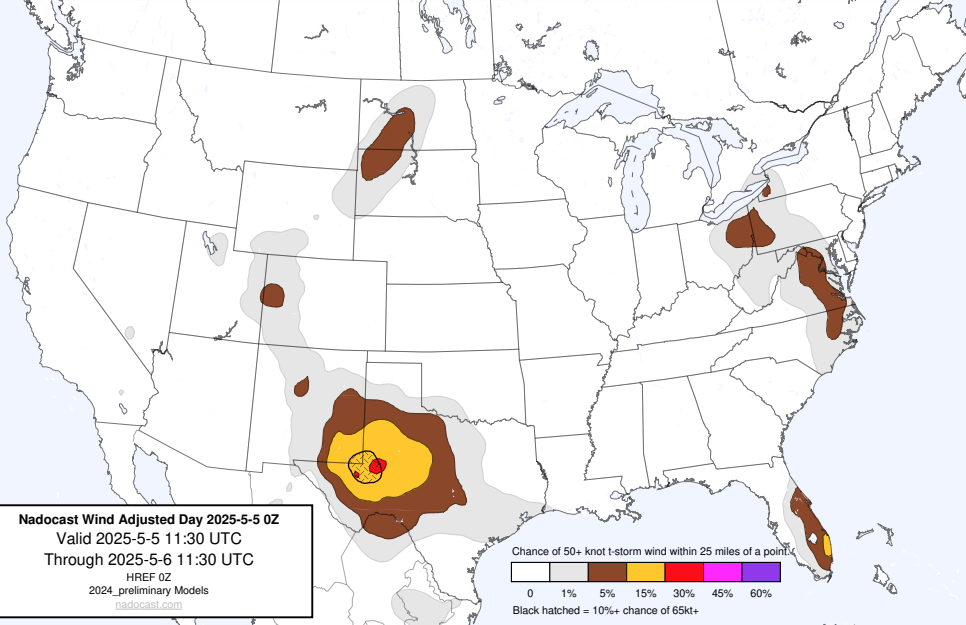 Nadocast Wind Adjusted Day 2025-5-5 0Z
Valid 2025-5-5 11:30 UTC
Through 2025-5-6 11:30 UTC
HREF 0Z
2024_preliminary Models
nadocast.com
Chance of 50+ knot t-storm wind within 25 miles of a point.
0 1% 5% 15% 30% 45% 60%
Black hatched = 10%+ chance of 65kt+